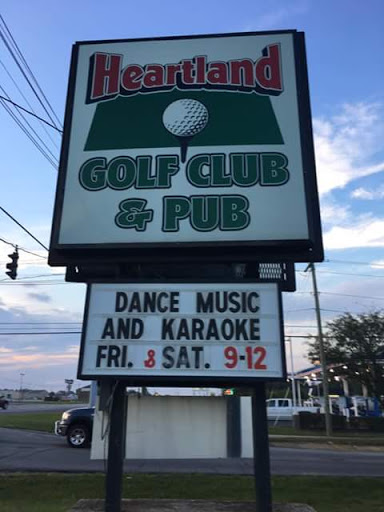 Heartland
GOLF CLUB
& PUB
DANCE MUSIC
AND KARAOKE
FRI. & SAT. 9-12